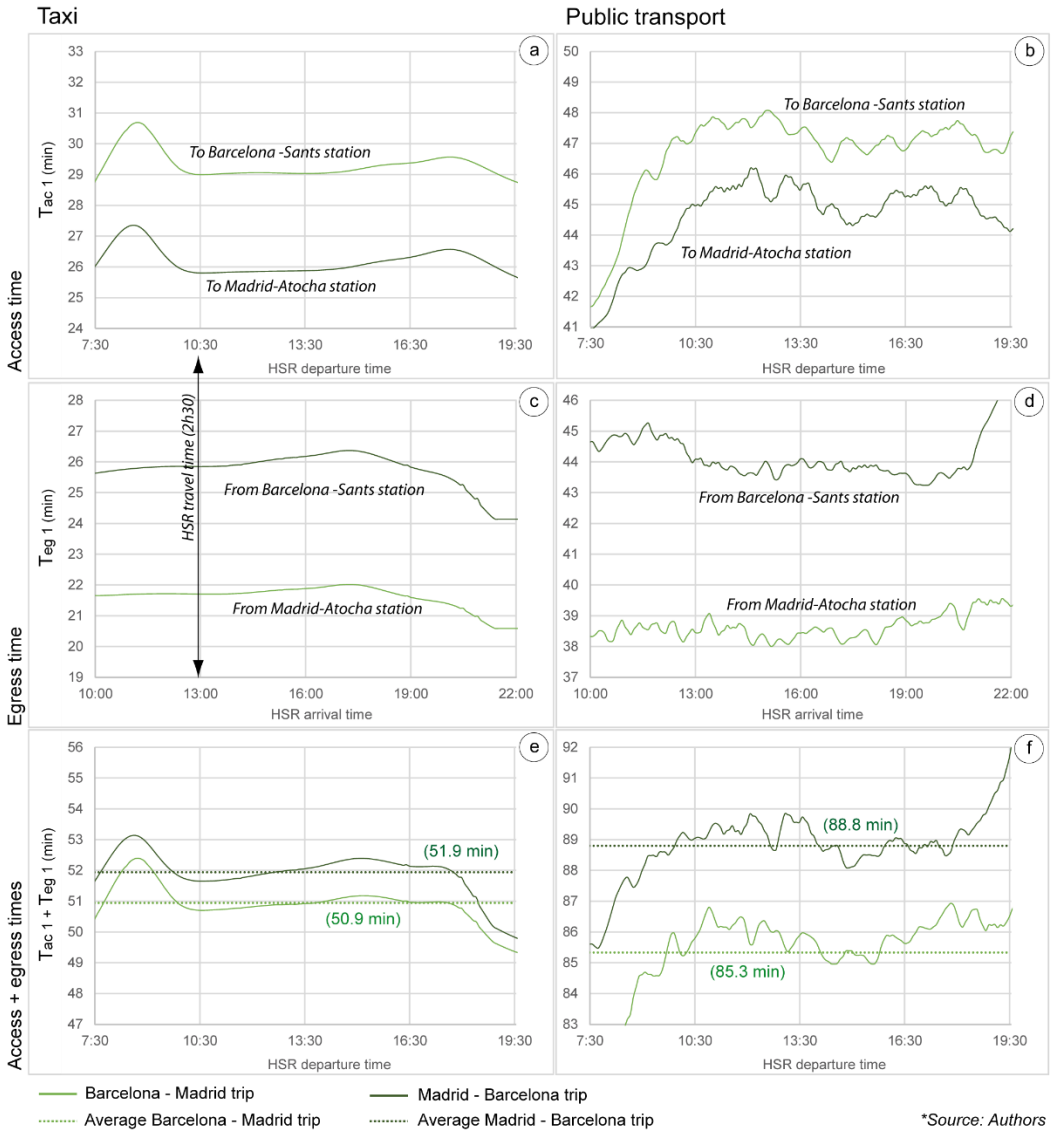 Taxi
Public transport
a
33
32
31
30
29
28
27
26
25
24
Tac 1 (min)
To Barcelona -Sants station
To Madrid-Atocha station
7:30
10:30
13:30
16:30
19:30
HSR departure time
b
50
49
48
47
46
45
44
43
42
41
To Barcelona -Sants station
To Madrid-Atocha station
7:30
10:30
13:30
16:30
19:30
HSR departure time
Access time
HSR travel time (2h30)
c
28
27
26
25
24
23
22
21
20
19
Teg 1 (min)
From Barcelona -Sants station
From Madrid-Atocha station
10:00
13:00
16:00
19:00
22:00
HSR arrival time
d
46
45
44
43
42
41
40
39
38
37
From Barcelona -Sants station
From Madrid-Atocha station
10:00
13:00
16:00
19:00
22:00
HSR arrival time
Egress time
e
56
55
54
53
52
51
50
49
48
47
Tac 1 + Teg 1 (min)
(51.9 min)
(50.9 min)
7:30
10:30
13:30
16:30
19:30
HSR departure time
f
92
91
90
89
88
87
86
85
84
83
(88.8 min)
(85.3 min)
7:30
10:30
13:30
16:30
19:30
HSR departure time
Access + egress times
Barcelona - Madrid trip
Madrid - Barcelona trip
Average Barcelona - Madrid trip
Average Madrid - Barcelona trip
*Source: Authors